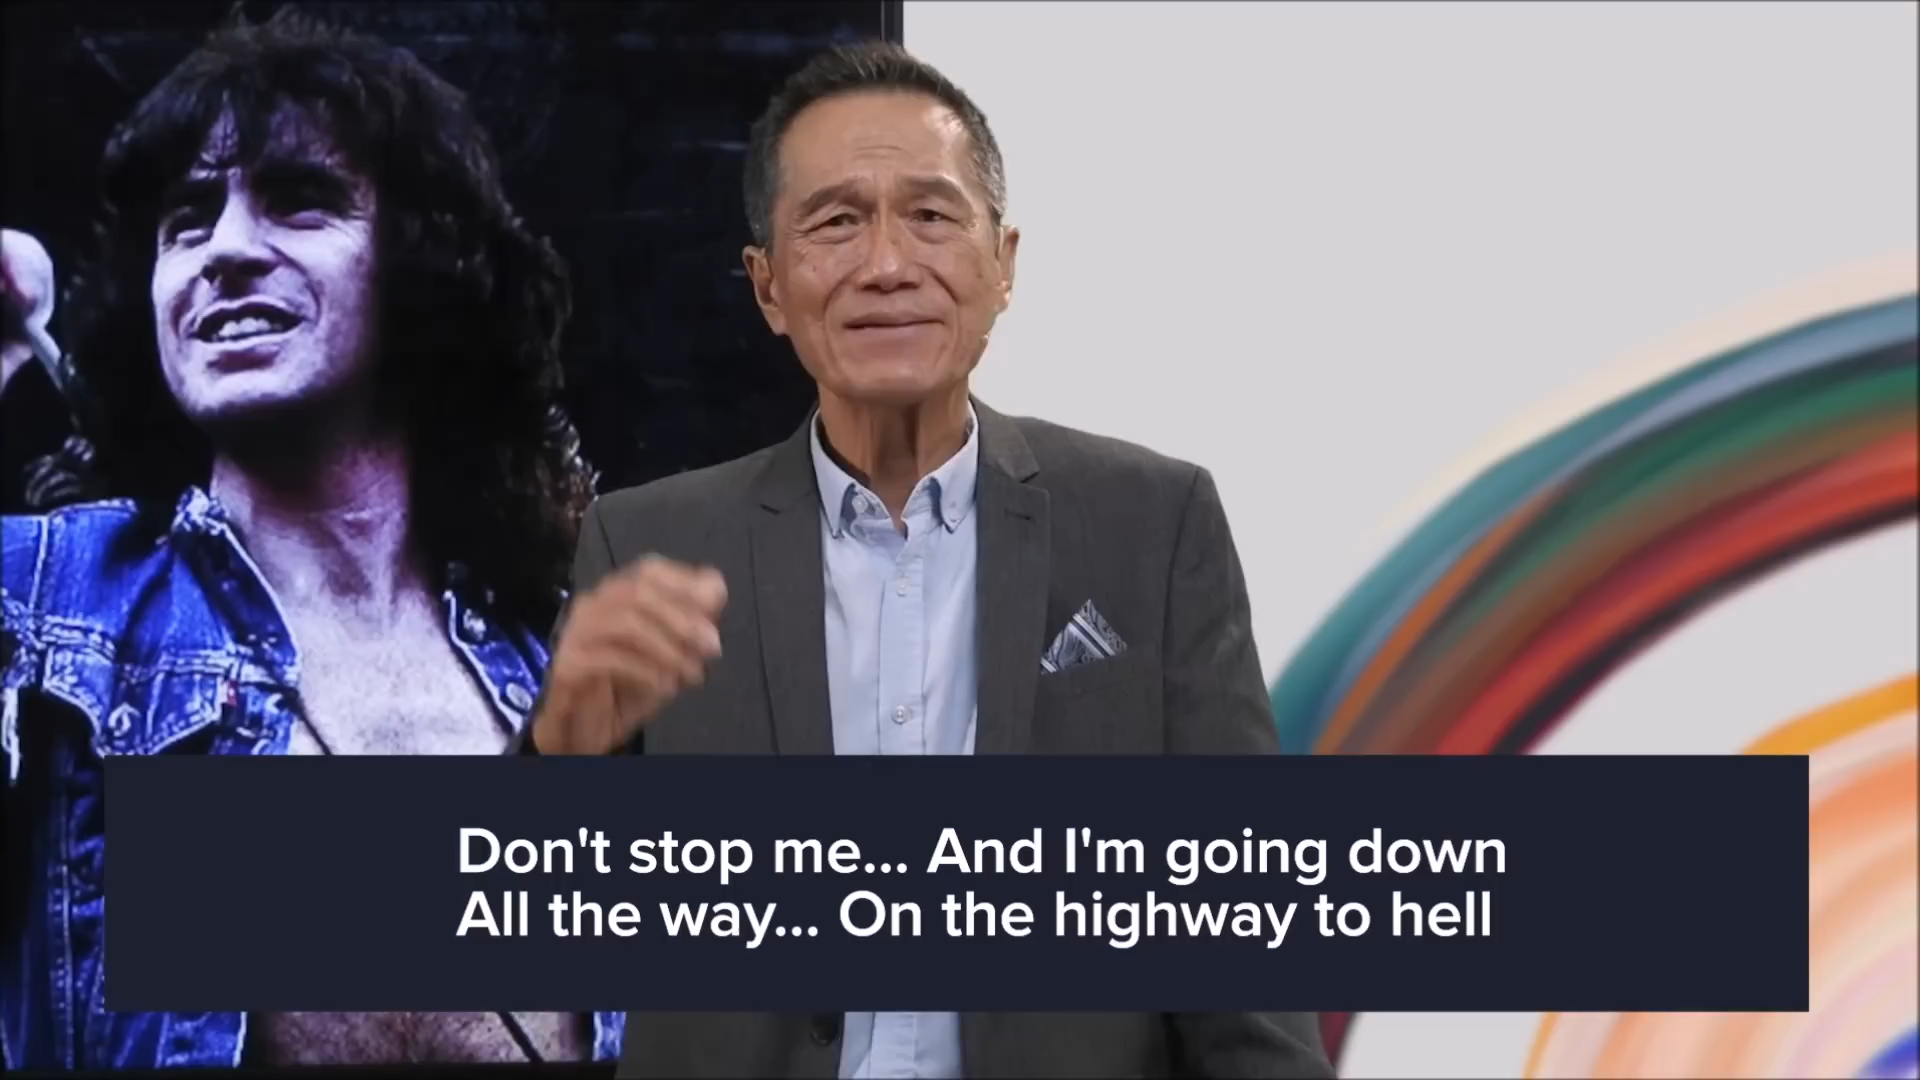 Don't stop me... And I'm going down
All the way... On the highway to hell